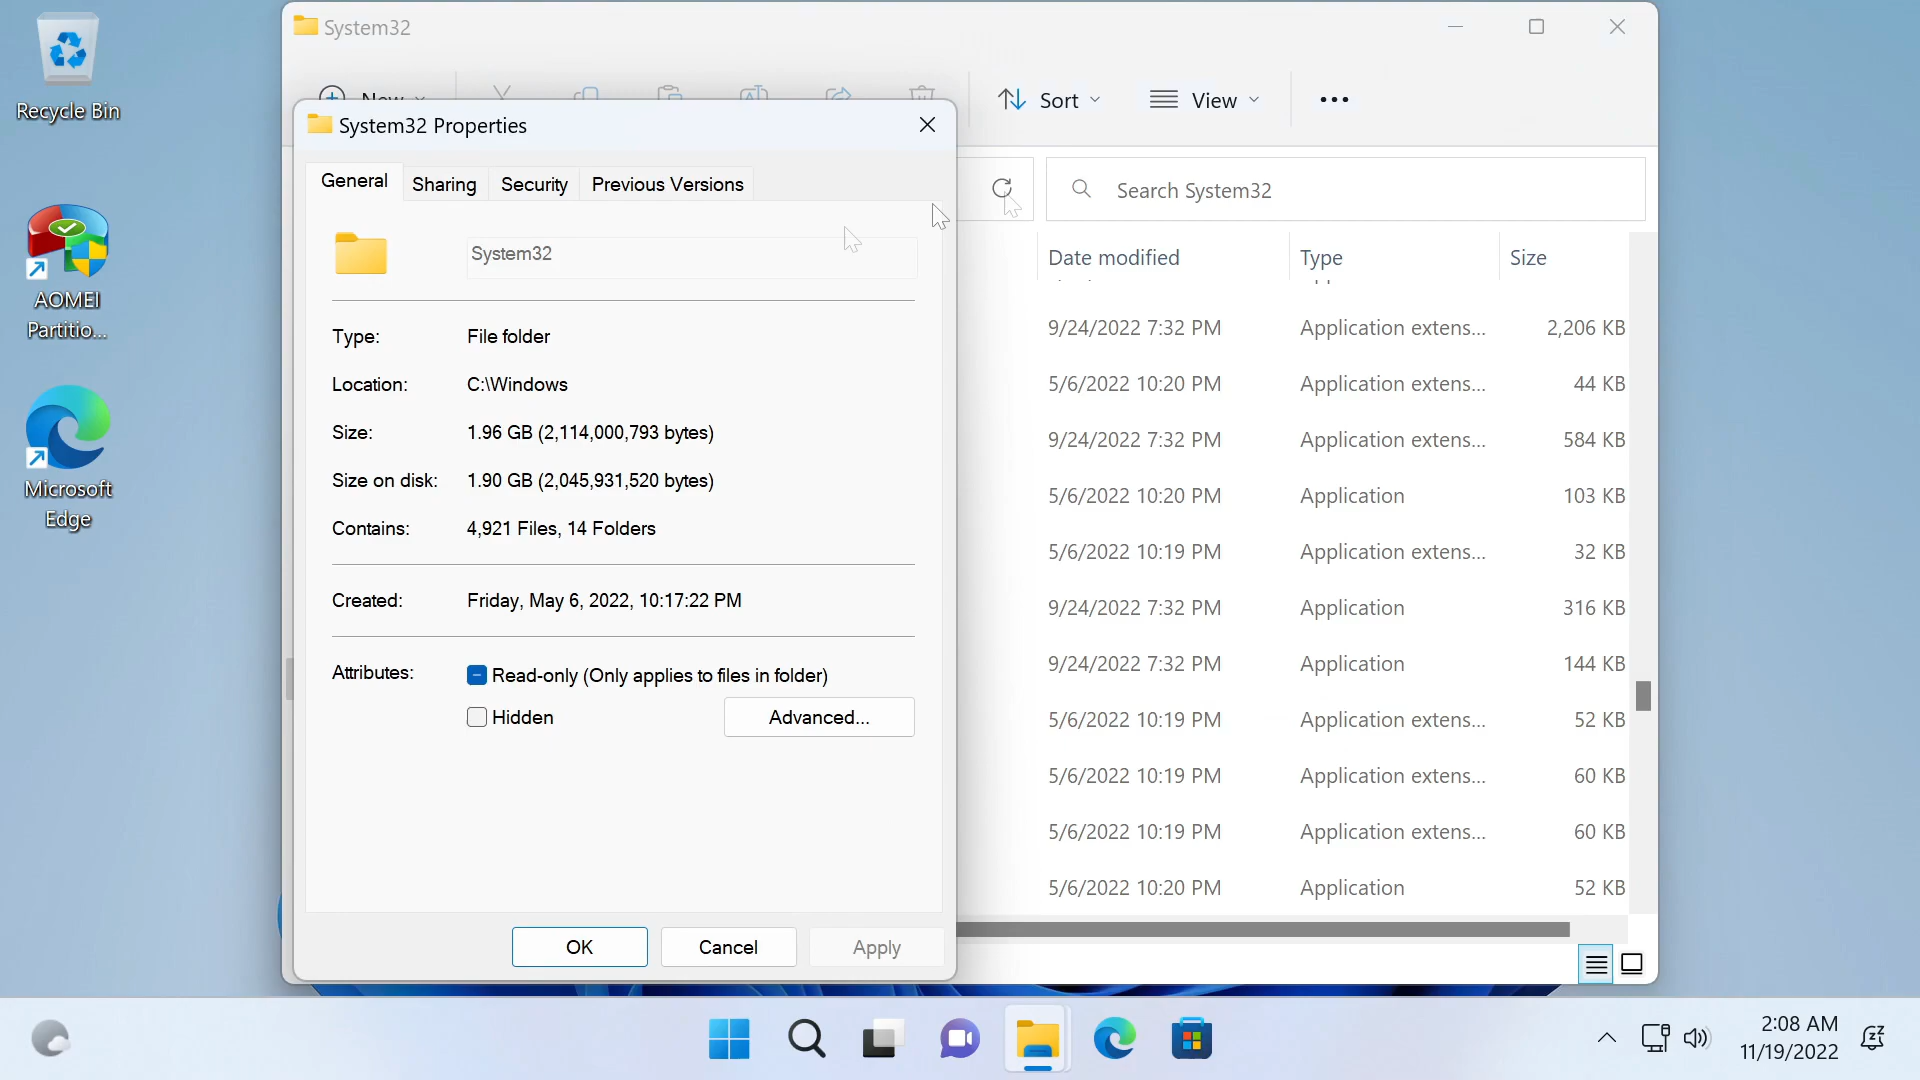 Recycle Bin
AOMEI
Partitio...
Microsoft
Edge
System32
New
Sort
View
System32 Properties
General
Sharing
Security
Previous Versions
System32
Type: File folder
Location: C:\Windows
Size: 1.96 GB (2,114,000,793 bytes)
Size on disk: 1.90 GB (2,045,931,520 bytes)
Contains: 4,921 Files, 14 Folders
Created: Friday, May 6, 2022, 10:17:22 PM
Attributes: Read-only (Only applies to files in folder)
Hidden
Advanced...
OK
Cancel
Apply
Search System32
Date modified Type Size
9/24/2022 7:32 PM Application extens... 2,206 KB
5/6/2022 10:20 PM Application extens... 44 KB
9/24/2022 7:32 PM Application extens... 584 KB
5/6/2022 10:20 PM Application 103 KB
5/6/2022 10:19 PM Application extens... 32 KB
9/24/2022 7:32 PM Application 316 KB
9/24/2022 7:32 PM Application 144 KB
5/6/2022 10:19 PM Application extens... 52 KB
5/6/2022 10:19 PM Application extens... 60 KB
5/6/2022 10:19 PM Application extens... 60 KB
5/6/2022 10:20 PM Application 52 KB
2:08 AM
11/19/2022